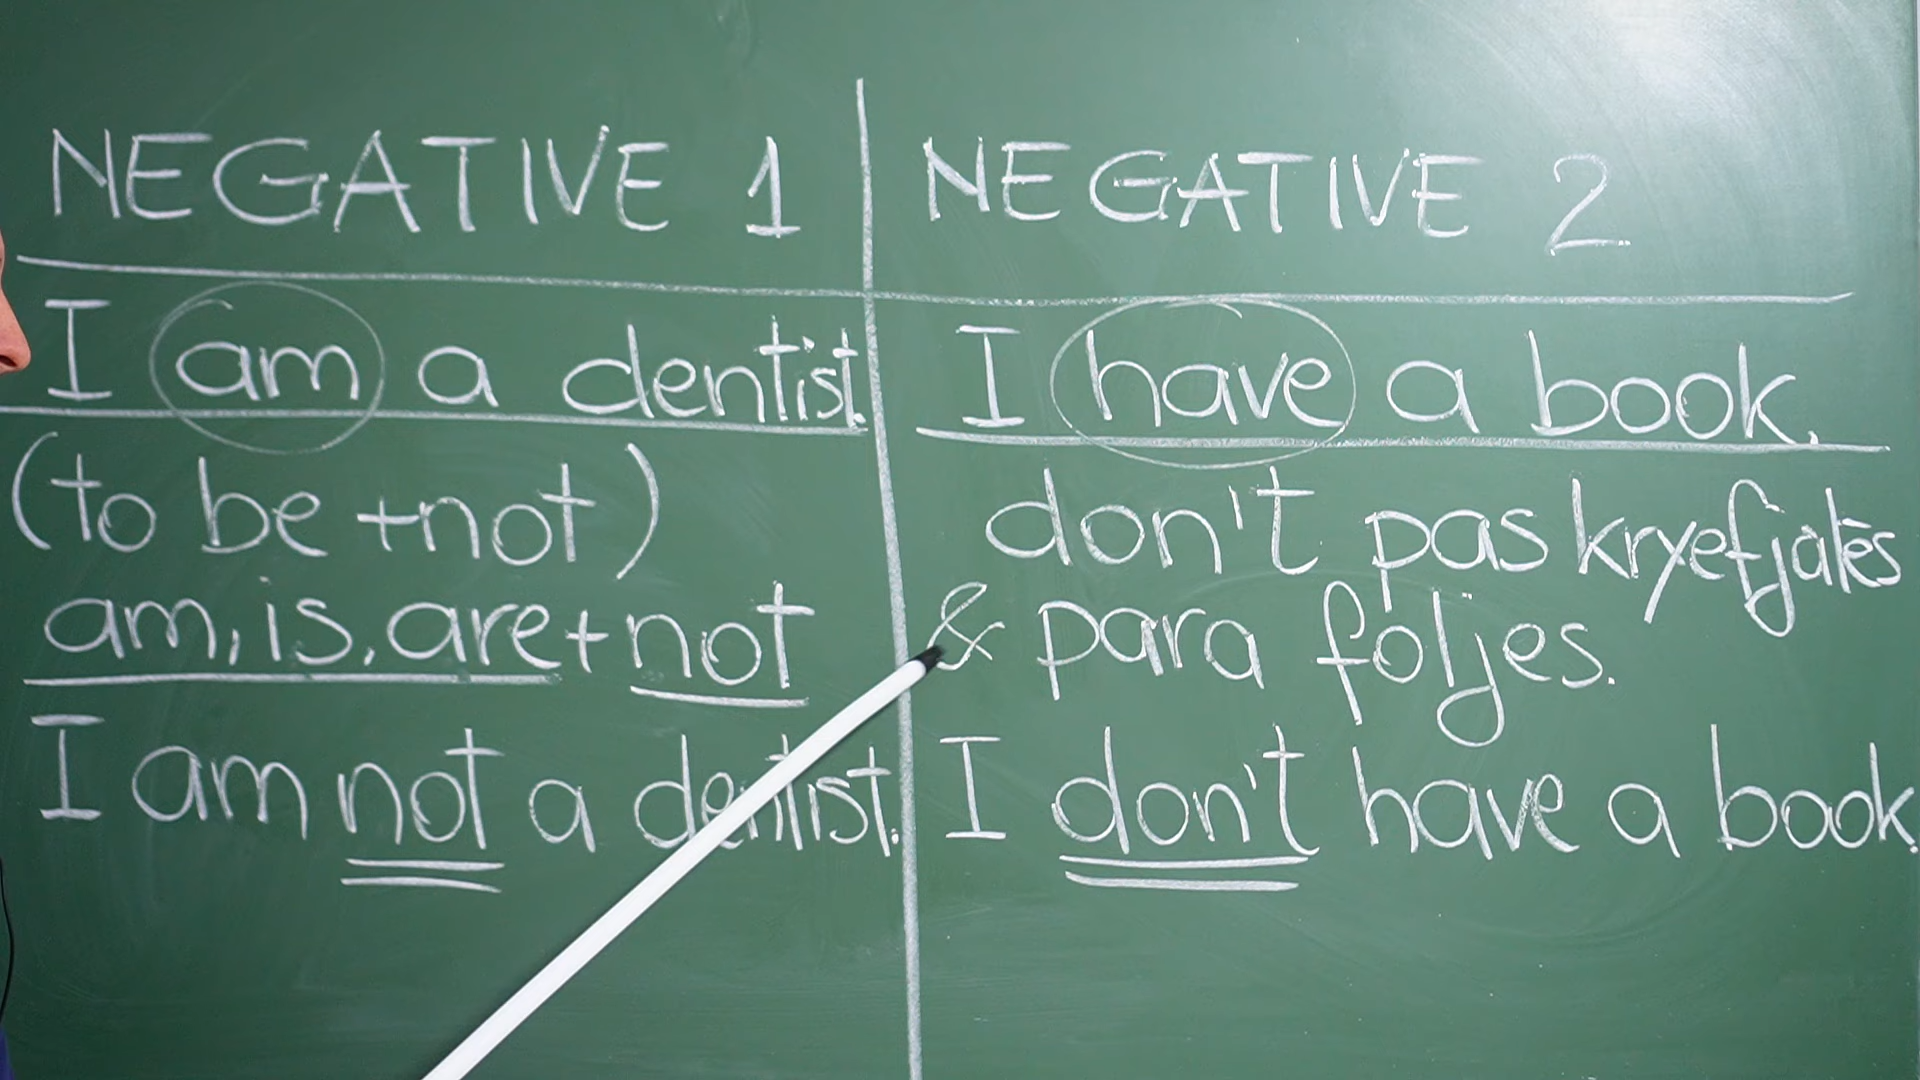 NEGATIVE 1
I am a dentist.
(to be + not)
am, is, are + not
I am not a dentist.
NEGATIVE 2
I have a book.
don't pas kryefjalës
& para foljes.
I don't have a book.